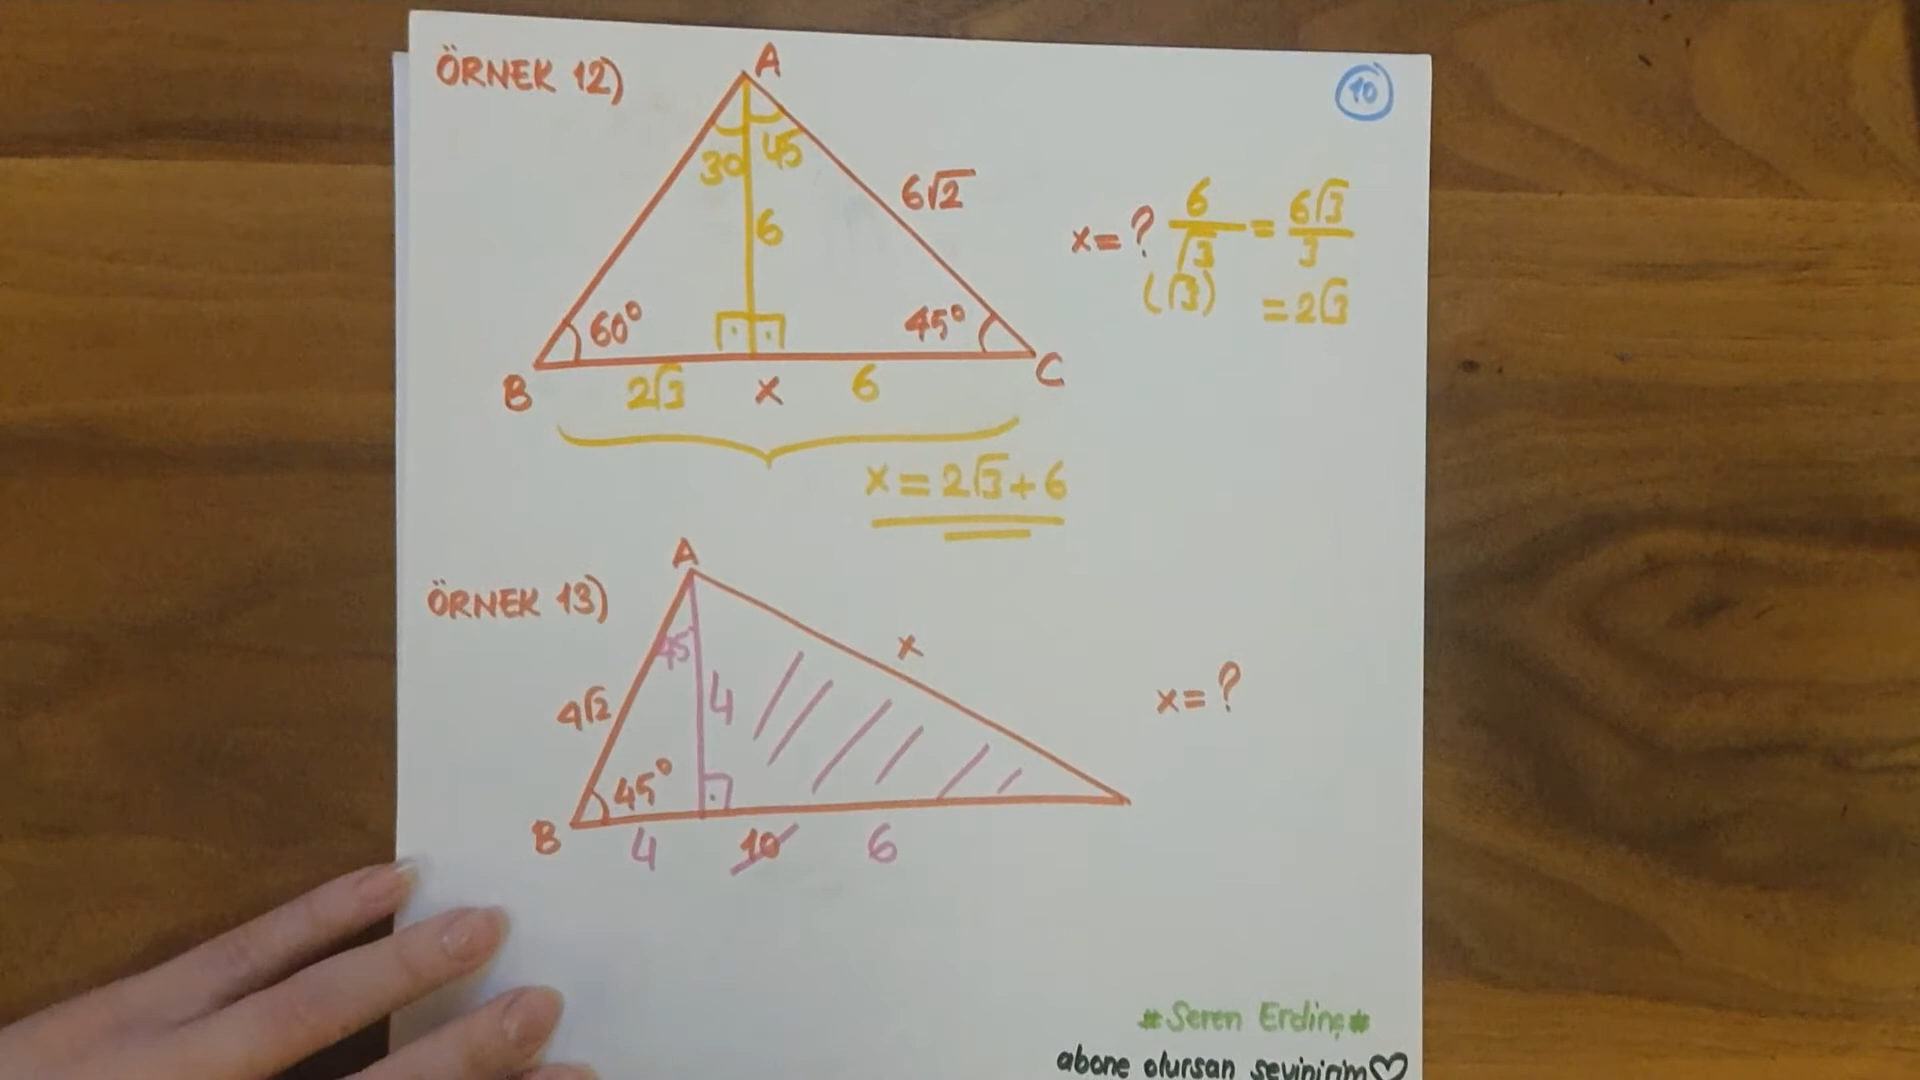 ÖRNEK 12)
10
A
30
45
6√2
6
x=?
6/√3 = 6√3/3
(√3)
= 2√3
60°
45°
B
C
2√3
x
6
x = 2√3 + 6
ÖRNEK 13)
A
45
x
4√2
4
x=?
45°
B
4
10
6
*Seren Erdinç*
abone olursan sevinirim♡